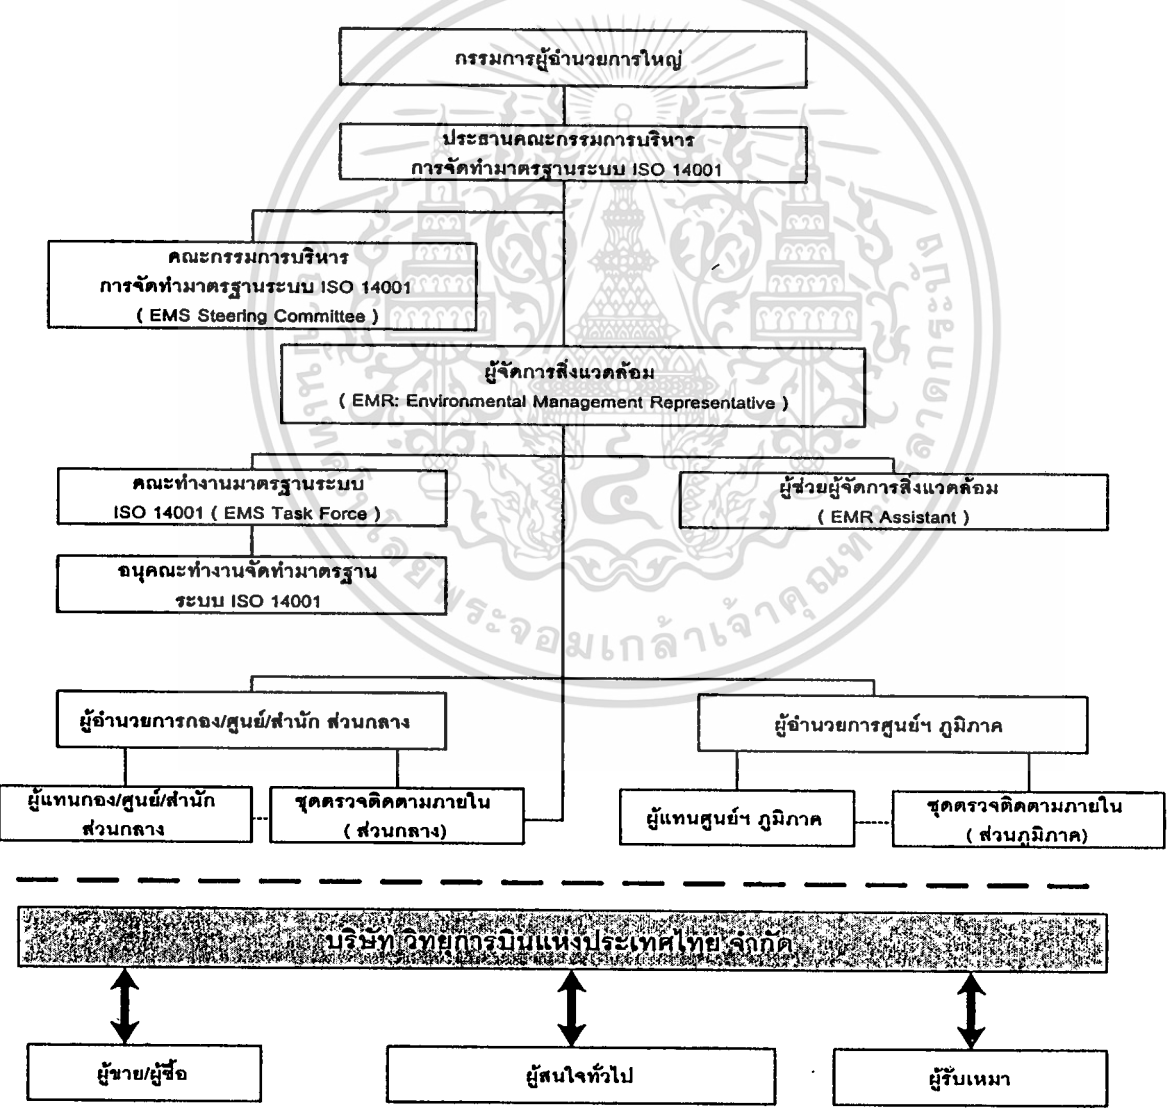 กรรมการผู้อำนวยการใหญ่
ประธานคณะกรรมการบริหาร
การจัดทำมาตรฐานระบบ ISO 14001
คณะกรรมการบริหาร
การจัดทำมาตรฐานระบบ ISO 14001
( EMS Steering Committee )
ผู้จัดการสิ่งแวดล้อม
( EMR: Environmental Management Representative )
คณะทำงานมาตรฐานระบบ
ISO 14001 ( EMS Task Force )
ผู้ช่วยผู้จัดการสิ่งแวดล้อม
( EMR Assistant )
อนุคณะทำงานจัดทำมาตรฐาน
ระบบ ISO 14001
ผู้อำนวยการกอง/ศูนย์/สำนัก ส่วนกลาง
ผู้อำนวยการศูนย์ฯ ภูมิภาค
ผู้แทนกอง/ศูนย์/สำนัก
ส่วนกลาง
ชุดตรวจติดตามภายใน
( ส่วนกลาง)
ผู้แทนศูนย์ฯ ภูมิภาค
ชุดตรวจติดตามภายใน
( ส่วนภูมิภาค)
บริษัท วิทยุการบินแห่งประเทศไทย จำกัด
ผู้ขาย/ผู้ซื้อ
ผู้สนใจทั่วไป
ผู้รับเหมา